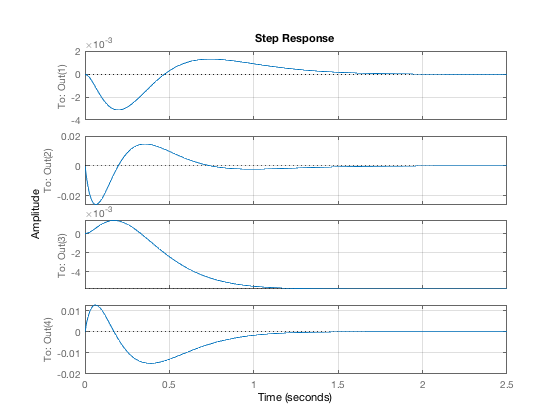 Step Response
×10⁻³
2
0
-2
-4
To: Out(1)
0.02
0
-0.02
To: Out(2)
×10⁻³
0
-2
-4
To: Out(3)
0.01
0
-0.01
-0.02
To: Out(4)
Amplitude
0 0.5 1 1.5 2 2.5
Time (seconds)